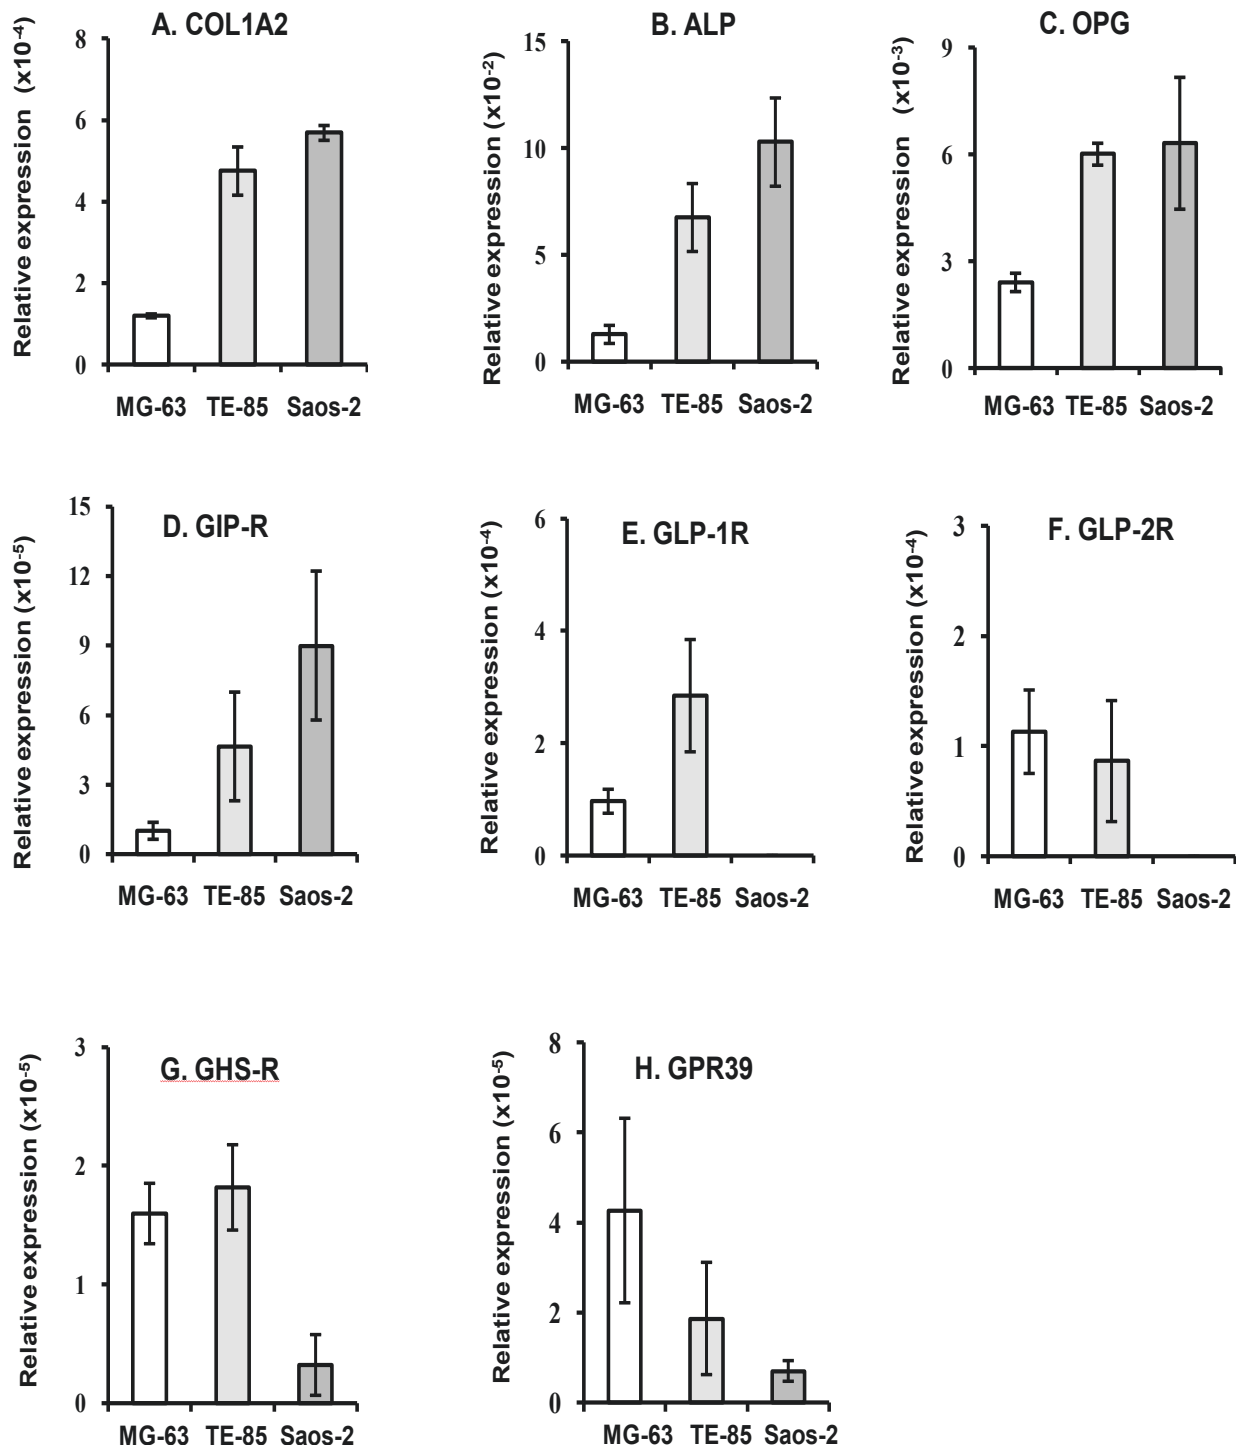 A. COL1A2
Relative expression (x10-4)
8
6
4
2
0
MG-63 TE-85 Saos-2
B. ALP
Relative expression (x10-2)
15
10
5
0
MG-63 TE-85 Saos-2
C. OPG
Relative expression (x10-3)
9
6
3
0
MG-63 TE-85 Saos-2
D. GIP-R
Relative expression (x10-5)
15
12
9
6
3
0
MG-63 TE-85 Saos-2
E. GLP-1R
Relative expression (x10-4)
6
4
2
0
MG-63 TE-85 Saos-2
F. GLP-2R
Relative expression (x10-4)
3
2
1
0
MG-63 TE-85 Saos-2
G. GHS-R
Relative expression (x10-5)
3
2
1
0
MG-63 TE-85 Saos-2
H. GPR39
Relative expression (x10-5)
8
6
4
2
0
MG-63 TE-85 Saos-2